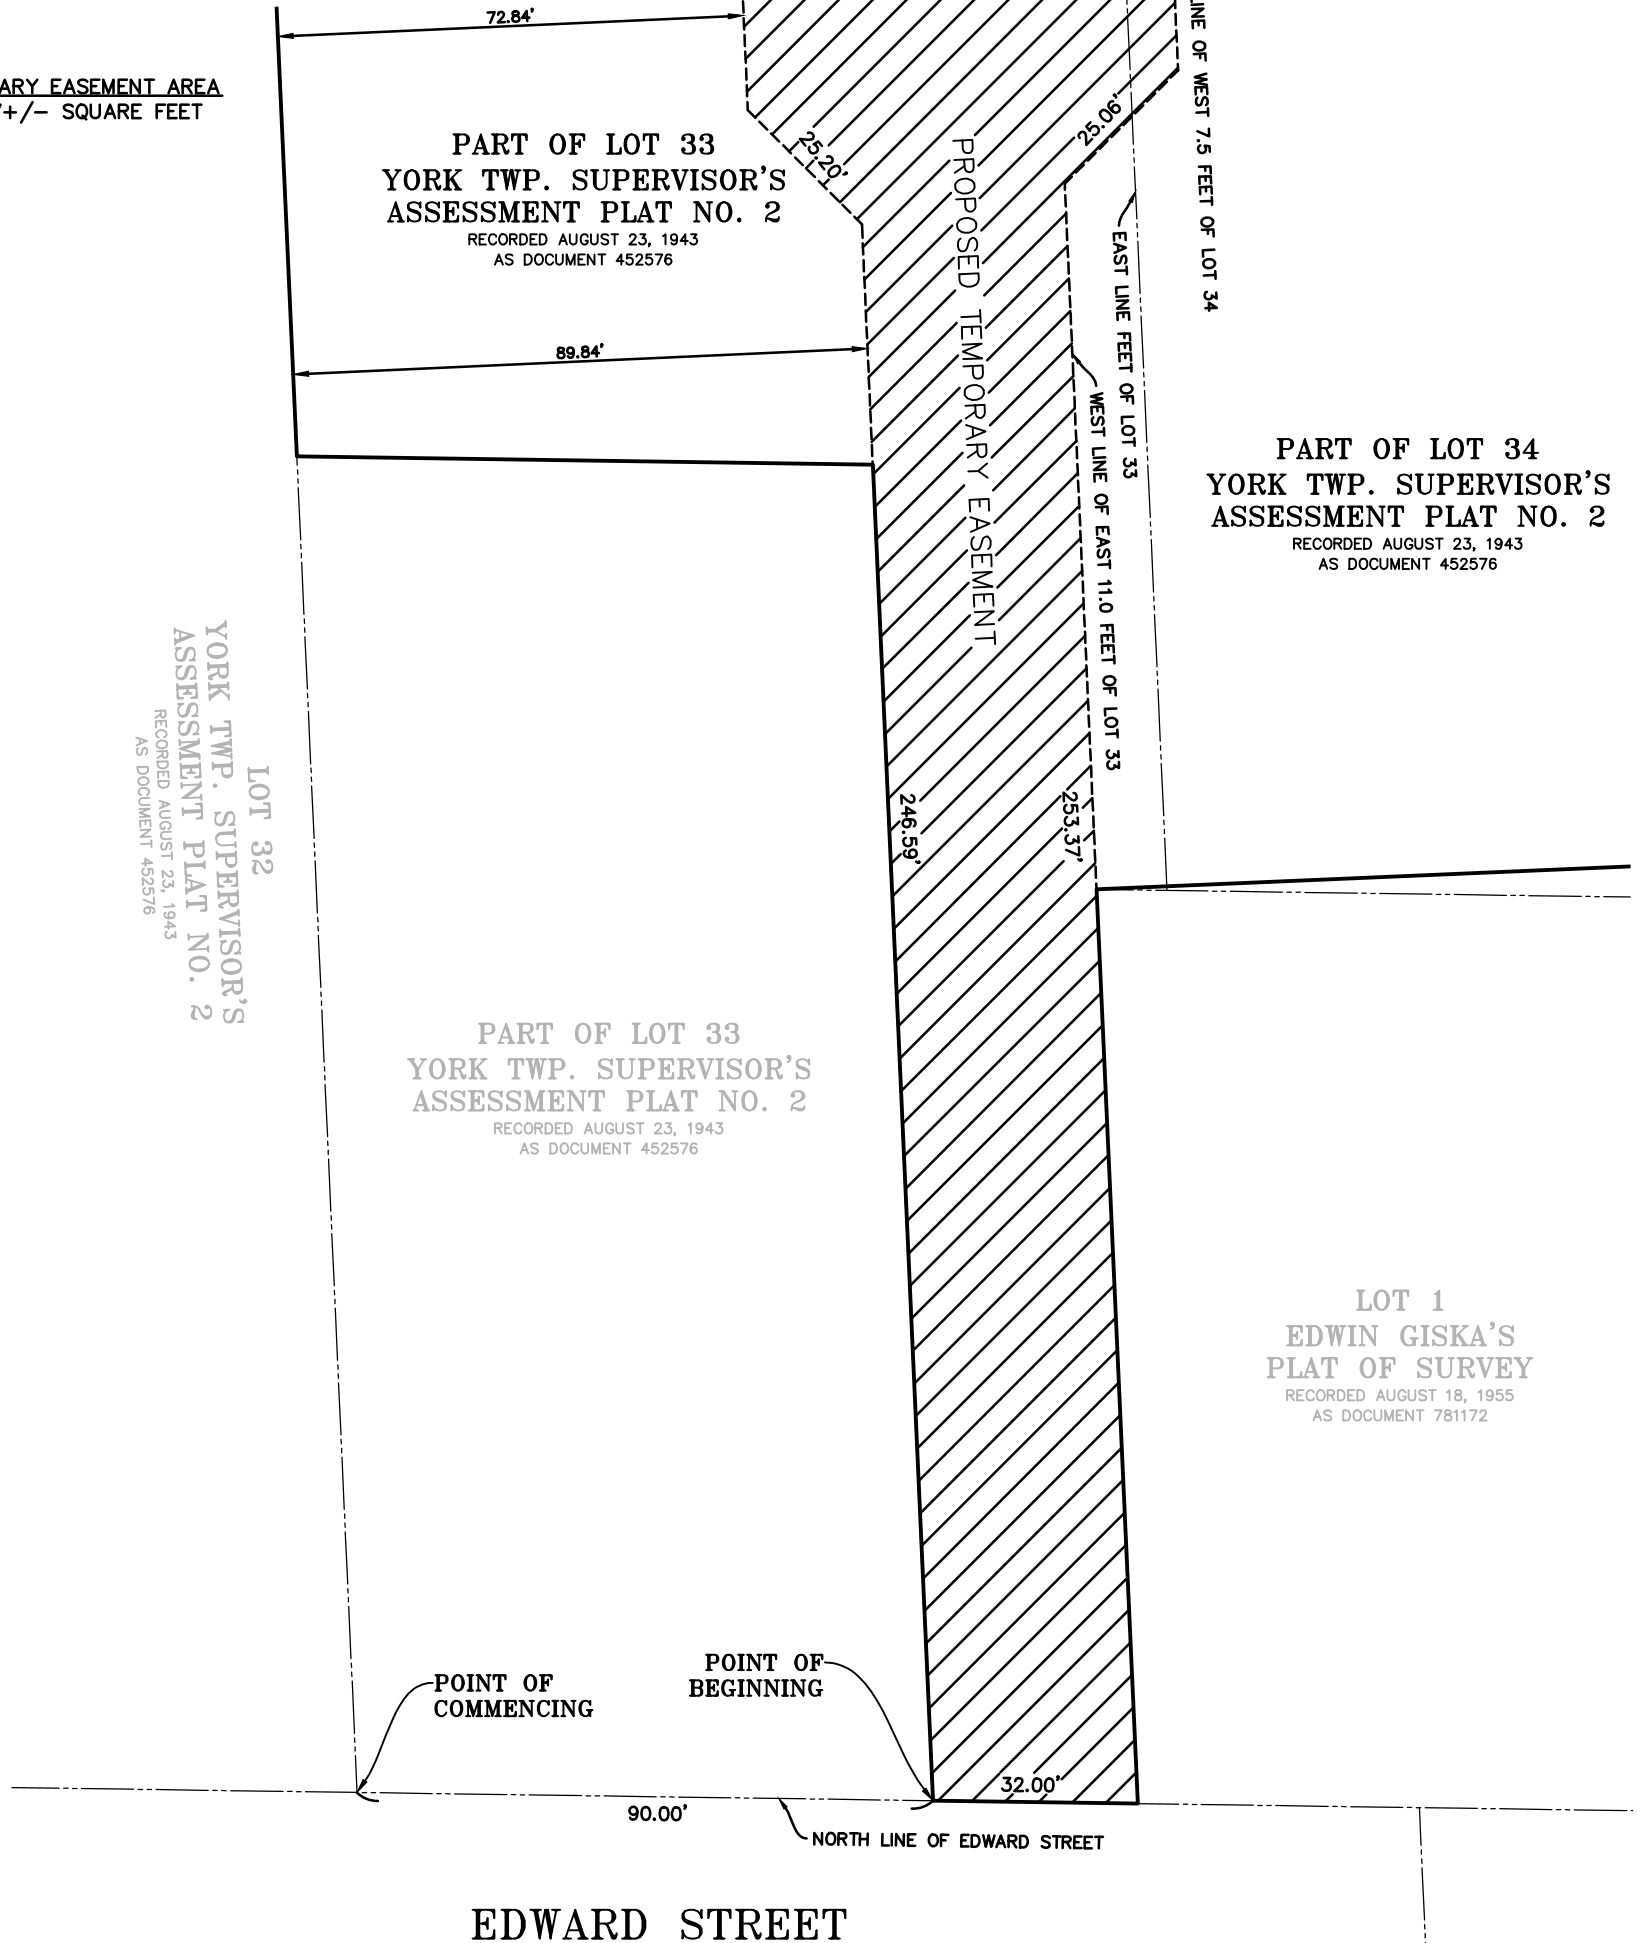 72.84'
EASEMENT AREA
+/- SQUARE FEET
PART OF LOT 33
YORK TWP. SUPERVISOR'S
ASSESSMENT PLAT NO. 2
RECORDED AUGUST 23, 1943
AS DOCUMENT 452576
25.20'
25.06'
OF WEST 7.5 FEET OF LOT 34
PROPOSED TEMPORARY EASEMENT
EAST LINE FEET OF LOT 33
89.84'
WEST LINE OF EAST 11.0 FEET OF LOT 33
PART OF LOT 34
YORK TWP. SUPERVISOR'S
ASSESSMENT PLAT NO. 2
RECORDED AUGUST 23, 1943
AS DOCUMENT 452576
LOT 32
YORK TWP. SUPERVISOR'S
ASSESSMENT PLAT NO. 2
RECORDED AUGUST 23, 1943
AS DOCUMENT 452576
246.59'
253.37'
PART OF LOT 33
YORK TWP. SUPERVISOR'S
ASSESSMENT PLAT NO. 2
RECORDED AUGUST 23, 1943
AS DOCUMENT 452576
LOT 1
EDWIN GISKA'S
PLAT OF SURVEY
RECORDED AUGUST 18, 1955
AS DOCUMENT 781172
POINT OF
COMMENCING
POINT OF
BEGINNING
32.00'
90.00'
NORTH LINE OF EDWARD STREET
EDWARD STREET